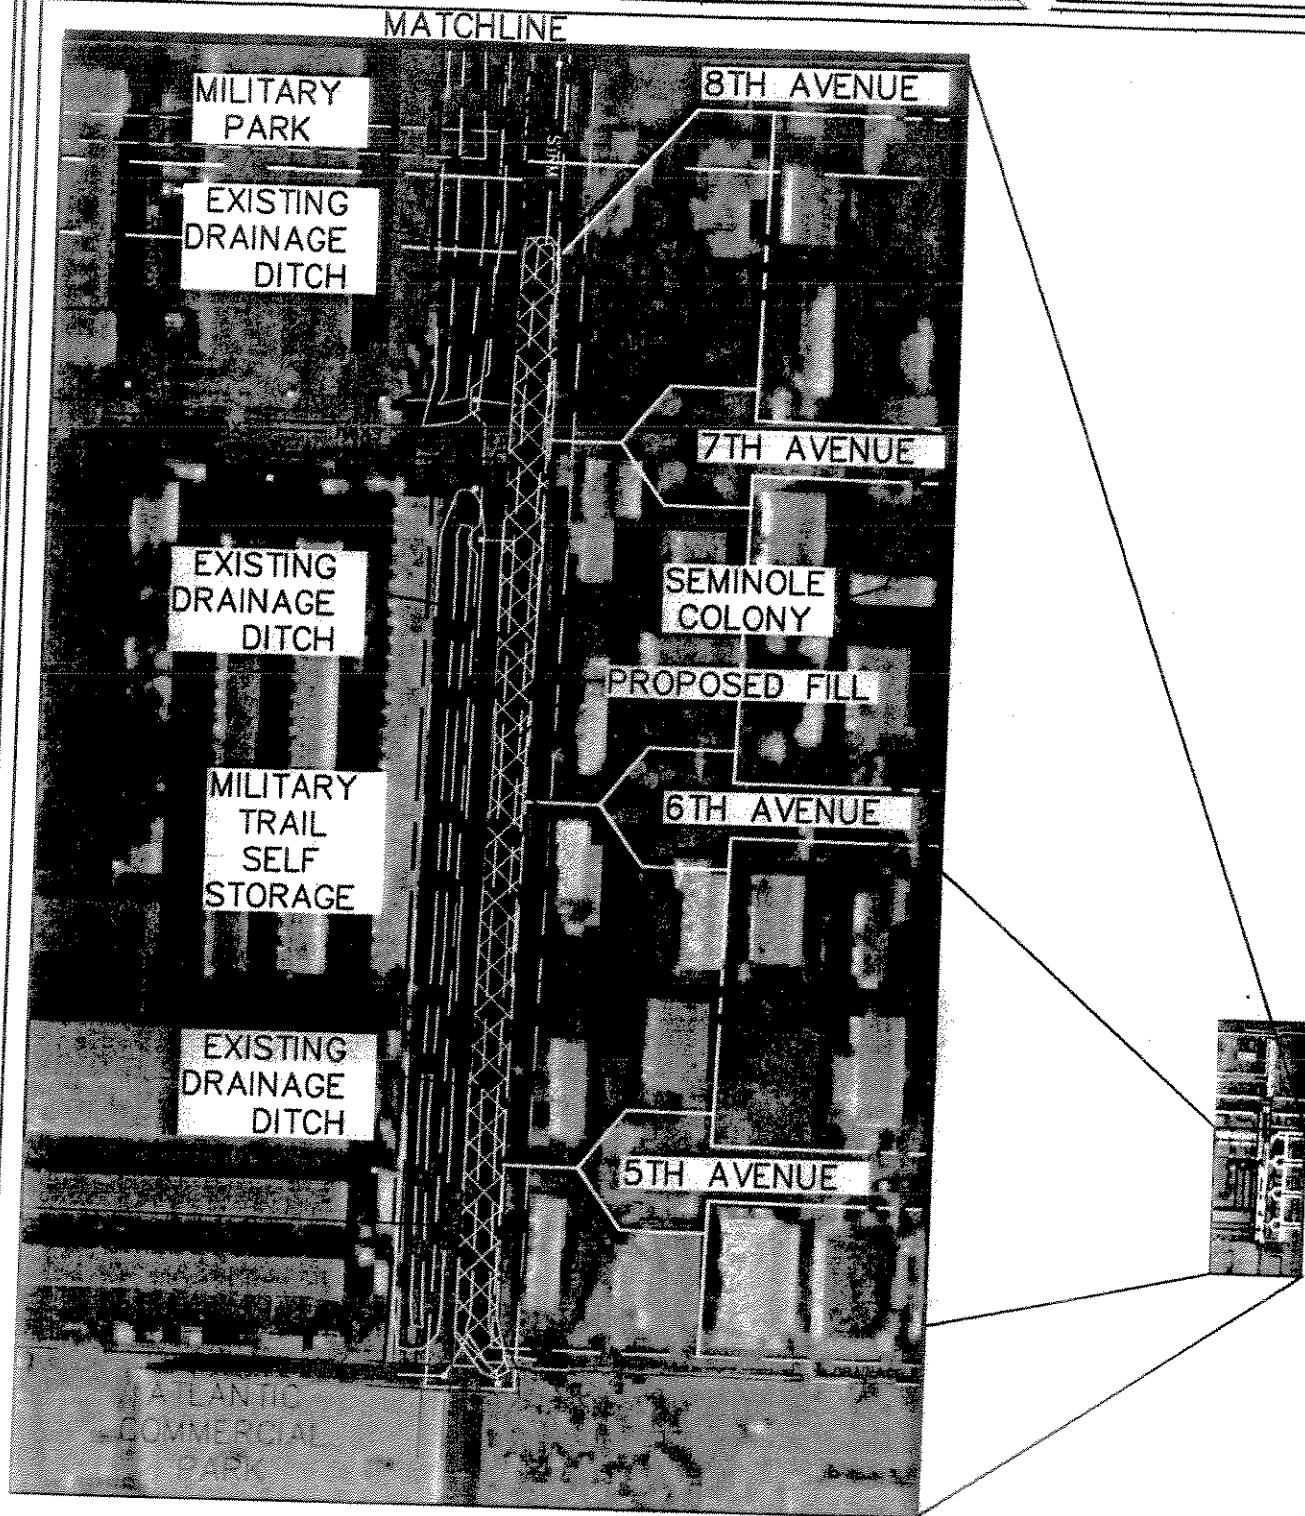 MATCHLINE
MILITARY
PARK
8TH AVENUE
EXISTING
DRAINAGE
DITCH
7TH AVENUE
EXISTING
DRAINAGE
DITCH
SEMINOLE
COLONY
PROPOSED FILL
MILITARY
TRAIL
SELF
STORAGE
6TH AVENUE
EXISTING
DRAINAGE
DITCH
5TH AVENUE
ATLANTIC
COMMERCIAL
PARK